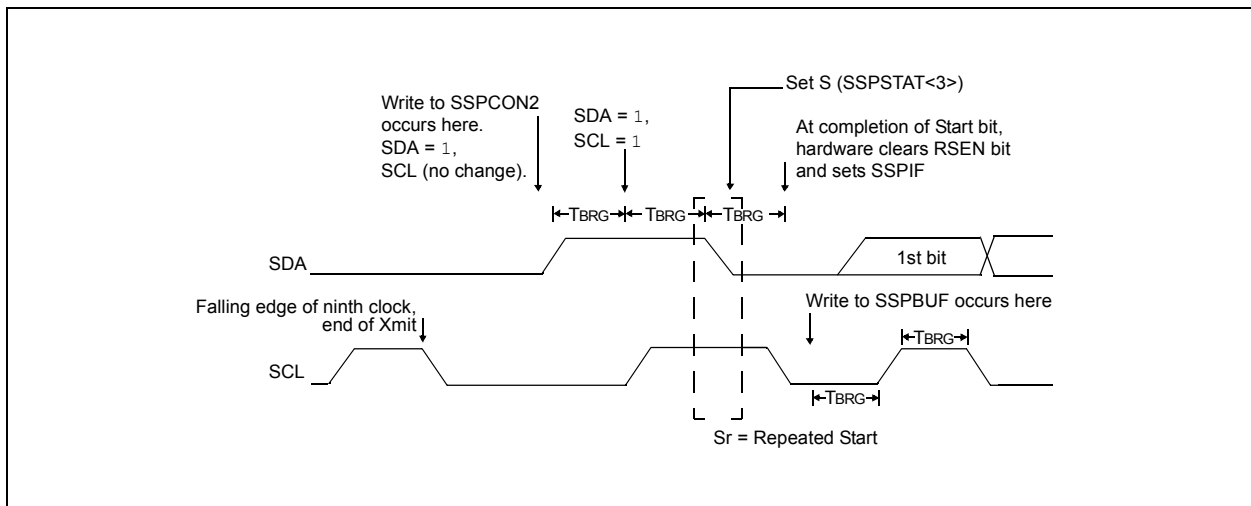 Set S (SSPSTAT<3>)
Write to SSPCON2
occurs here.
SDA = 1,
SCL (no change).
SDA = 1,
SCL = 1
At completion of Start bit,
hardware clears RSEN bit
and sets SSPIF
TBRG
TBRG
TBRG
SDA
1st bit
Falling edge of ninth clock,
end of Xmit
Write to SSPBUF occurs here
TBRG
SCL
TBRG
Sr = Repeated Start